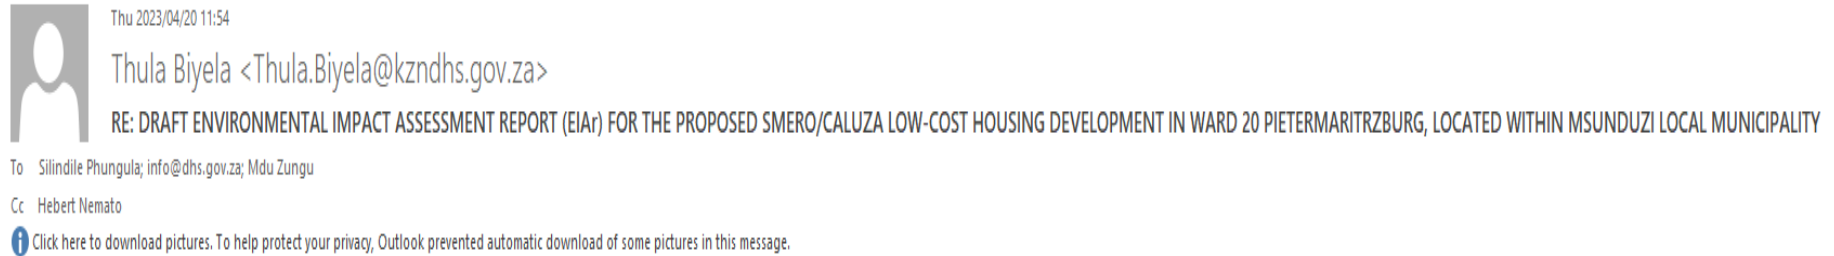 Thu 2023/04/20 11:54
Thula Biyela <Thula.Biyela@kzndhs.gov.za>
RE: DRAFT ENVIRONMENTAL IMPACT ASSESSMENT REPORT (EIAr) FOR THE PROPOSED SMERO/CALUZA LOW-COST HOUSING DEVELOPMENT IN WARD 20 PIETERMARITRZBURG, LOCATED WITHIN MSUNDUZI LOCAL MUNICIPALITY
To Silindile Phungula; info@dhs.gov.za; Mdu Zungu
Cc Hebert Nemato
Click here to download pictures. To help protect your privacy, Outlook prevented automatic download of some pictures in this message.